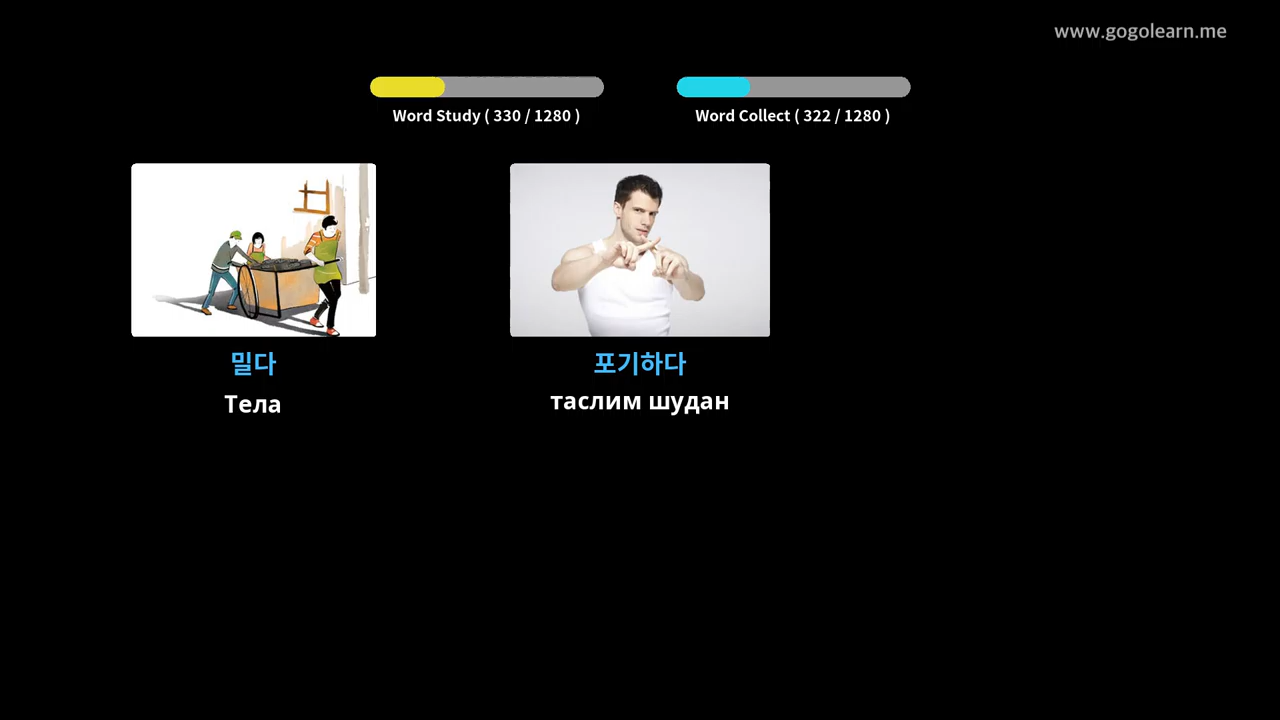 www.gogolearn.me
Word Study ( 330 / 1280 )
Word Collect ( 322 / 1280 )
밀다
Тела
포기하다
таслим шудан